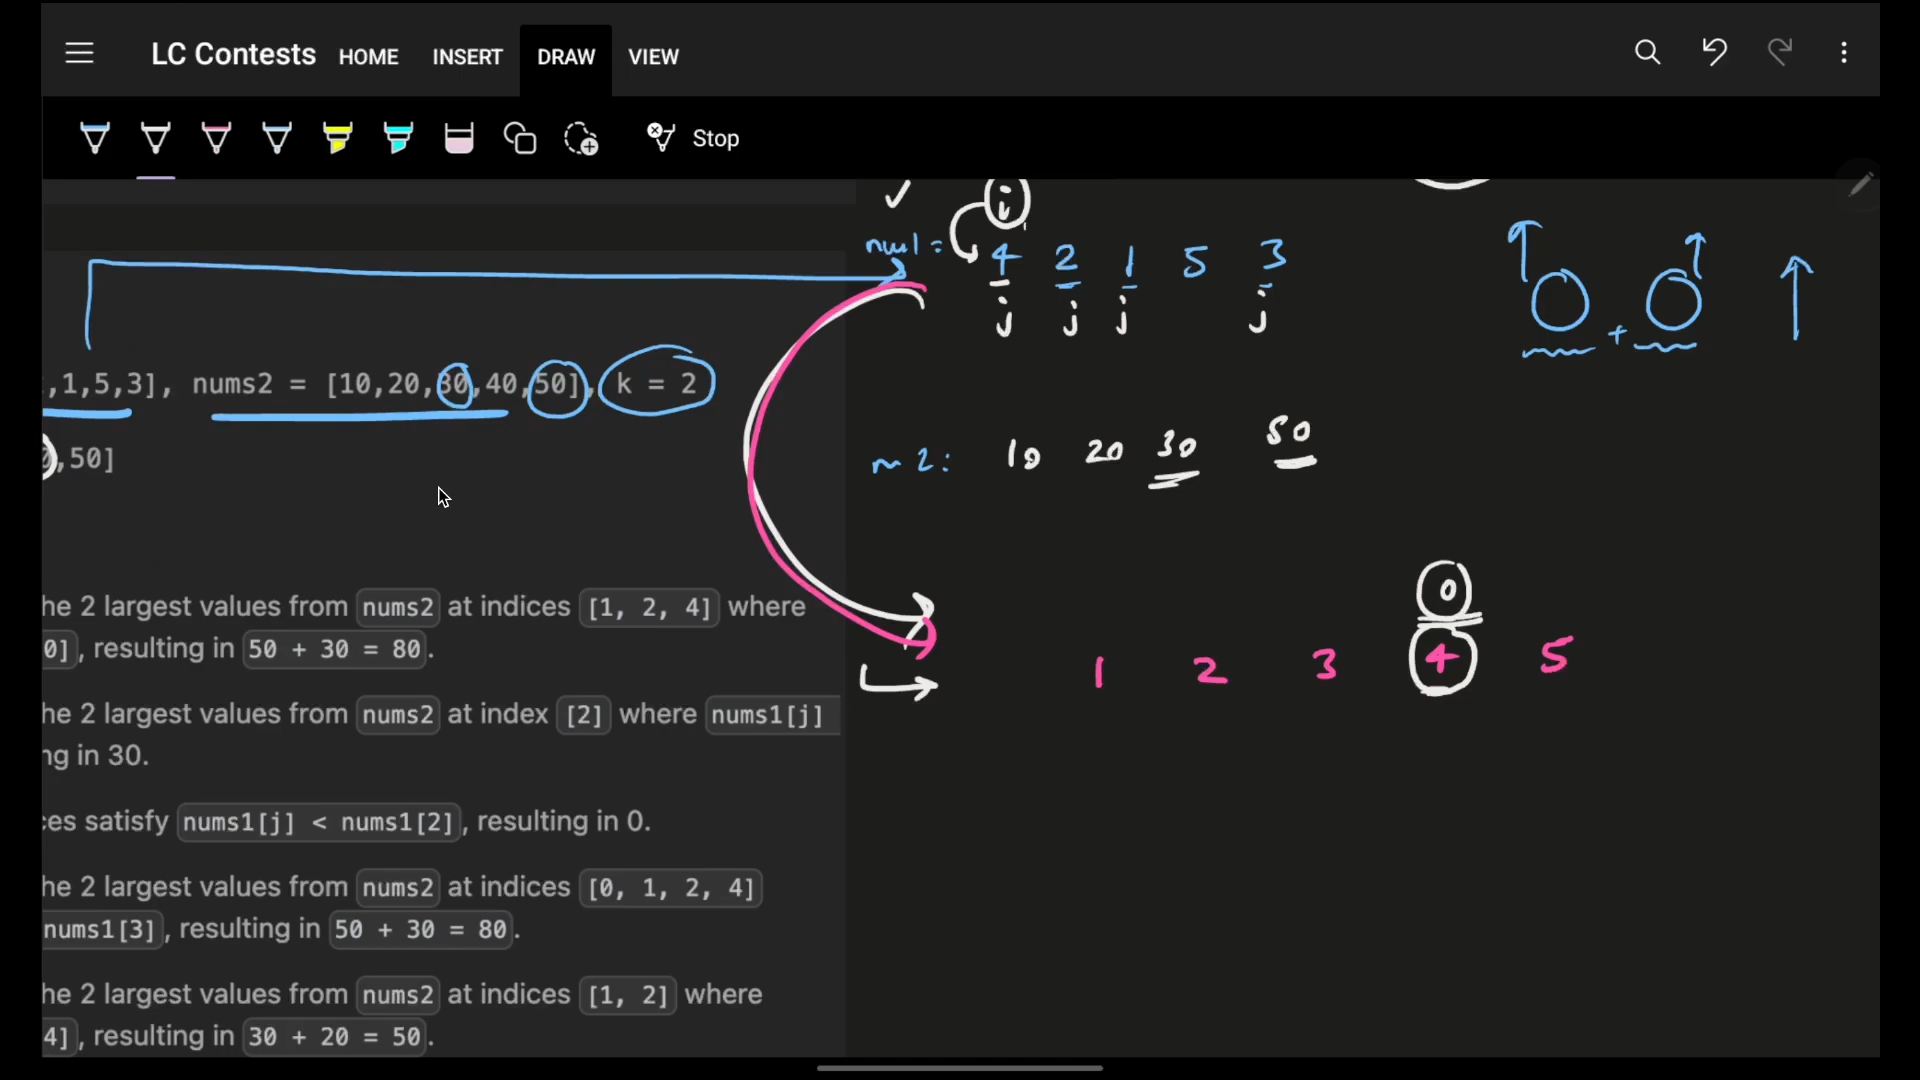 LC Contests HOME INSERT DRAW VIEW
Stop
,1,5,3], nums2 = [10,20,30,40,50], k = 2
,50]
he 2 largest values from nums2 at indices [1, 2, 4] where
0], resulting in 50 + 30 = 80.
he 2 largest values from nums2 at index [2] where nums1[j]
ng in 30.
ces satisfy nums1[j] < nums1[2], resulting in 0.
he 2 largest values from nums2 at indices [0, 1, 2, 4]
nums1[3], resulting in 50 + 30 = 80.
he 2 largest values from nums2 at indices [1, 2] where
4], resulting in 30 + 20 = 50.
i
num1 = 4 2 1 5 3
j j j j
+
n2: 10 20 30 50
0
1 2 3 4 5